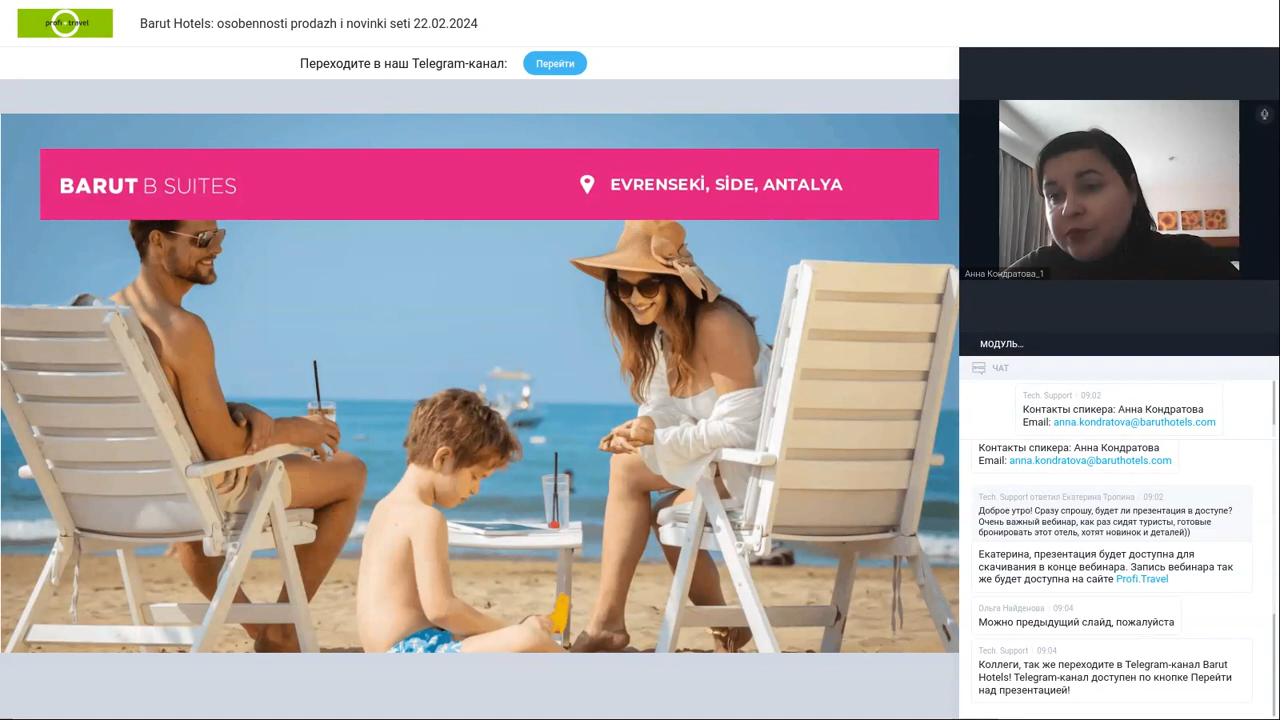 profi travel
Barut Hotels: osobennosti prodazh i novinki seti 22.02.2024
Переходите в наш Telegram-канал:
Перейти
BARUT B SUITES
EVRENSEKİ, SİDE, ANTALYA
Анна Кондратова_1
МОДУЛЬ...
ЧАТ
Tech. Support 09:02
Контакты спикера: Анна Кондратова
Email: anna.kondratova@baruthotels.com
Контакты спикера: Анна Кондратова
Email: anna.kondratova@baruthotels.com
Tech. Support ответил Екатерина Тропина 09:02
Доброе утро! Сразу спрошу, будет ли презентация в доступе?
Очень важный вебинар, как раз сидят туристы, готовые
бронировать этот отель, хотят новинок и деталей))
Екатерина, презентация будет доступна для
скачивания в конце вебинара. Запись вебинара так
же будет доступна на сайте Profi.Travel
Ольга Найденова 09:04
Можно предыдущий слайд, пожалуйста
Tech. Support 09:04
Коллеги, так же переходите в Telegram-канал Barut
Hotels! Telegram-канал доступен по кнопке Перейти
над презентацией!